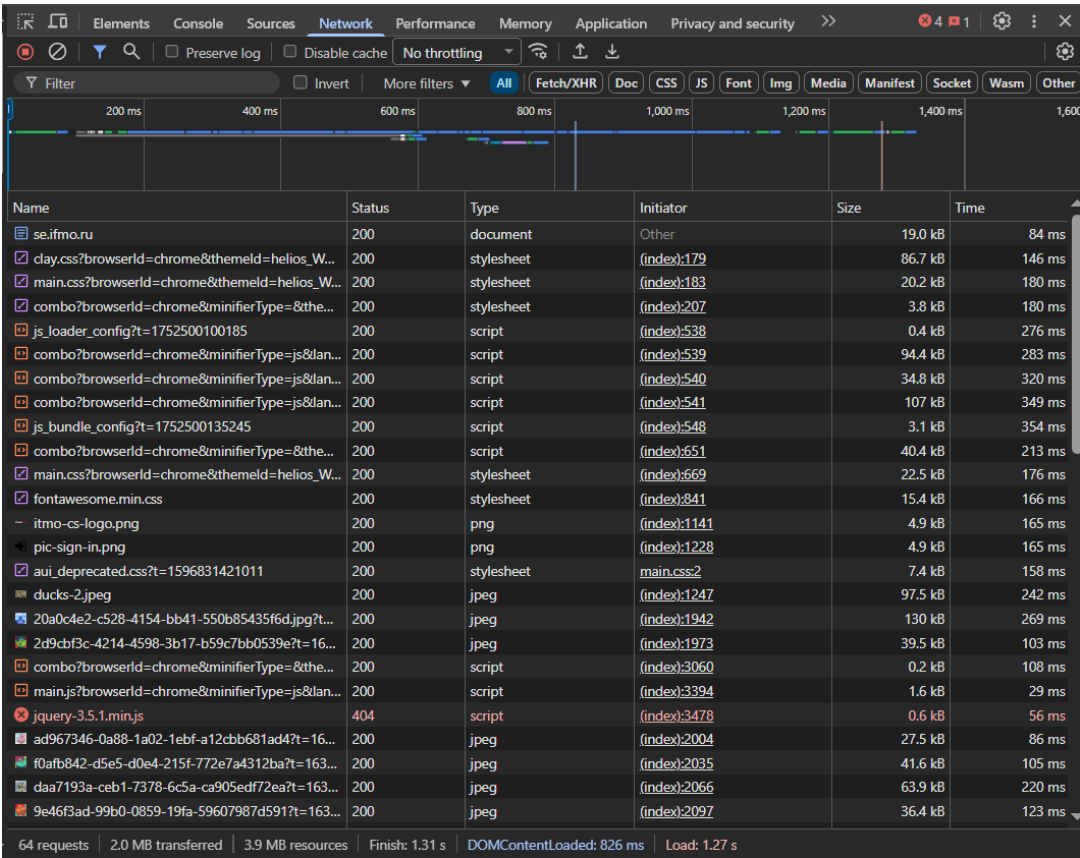 Elements Console Sources Network Performance Memory Application Privacy and security 4 1
Preserve log Disable cache No throttling
Filter Invert More filters All Fetch/XHR Doc CSS JS Font Img Media Manifest Socket Wasm Other
200 ms 400 ms 600 ms 800 ms 1,000 ms 1,200 ms 1,400 ms 1,600
Name Status Type Initiator Size Time
se.ifmo.ru 200 document Other 19.0 kB 84 ms
clay.css?browserId=chrome&themeId=helios_W... 200 stylesheet (index):179 86.7 kB 146 ms
main.css?browserId=chrome&themeId=helios_W... 200 stylesheet (index):183 20.2 kB 180 ms
combo?browserId=chrome&minifierType=&the... 200 stylesheet (index):207 3.8 kB 180 ms
js_loader_config?t=1752500100185 200 script (index):538 0.4 kB 276 ms
combo?browserId=chrome&minifierType=js&lan... 200 script (index):539 94.4 kB 283 ms
combo?browserId=chrome&minifierType=js&lan... 200 script (index):540 34.8 kB 320 ms
combo?browserId=chrome&minifierType=js&lan... 200 script (index):541 107 kB 349 ms
js_bundle_config?t=1752500135245 200 script (index):548 3.1 kB 354 ms
combo?browserId=chrome&minifierType=&the... 200 script (index):651 40.4 kB 213 ms
main.css?browserId=chrome&themeId=helios_W... 200 stylesheet (index):669 22.5 kB 176 ms
fontawesome.min.css 200 stylesheet (index):841 15.4 kB 166 ms
itmo-cs-logo.png 200 png (index):1141 4.9 kB 165 ms
pic-sign-in.png 200 png (index):1228 4.9 kB 165 ms
aui_deprecated.css?t=1596831421011 200 stylesheet main.css:2 7.4 kB 158 ms
ducks-2.jpeg 200 jpeg (index):1247 97.5 kB 242 ms
20a0c4e2-c528-4154-bb41-550b85435f6d.jpg?t... 200 jpeg (index):1942 130 kB 269 ms
2d9cbf3c-4214-4598-3b17-b59c7bb0539e?t=16... 200 jpeg (index):1973 39.5 kB 103 ms
combo?browserId=chrome&minifierType=&the... 200 script (index):3060 0.2 kB 108 ms
main.js?browserId=chrome&minifierType=js&lan... 200 script (index):3394 1.6 kB 29 ms
jquery-3.5.1.min.js 404 script (index):3478 0.6 kB 56 ms
ad967346-0a88-1a02-1ebf-a12cbb681ad4?t=16... 200 jpeg (index):2004 27.5 kB 86 ms
f0afb842-d5e5-d0e4-215f-772e7a4312ba?t=163... 200 jpeg (index):2035 41.6 kB 105 ms
daa7193a-ceb1-7378-6c5a-ca905edf72ea?t=163... 200 jpeg (index):2066 63.9 kB 220 ms
9e46f3ad-99b0-0859-19fa-59607987d591?t=163... 200 jpeg (index):2097 36.4 kB 123 ms
64 requests 2.0 MB transferred 3.9 MB resources Finish: 1.31 s DOMContentLoaded: 826 ms Load: 1.27 s